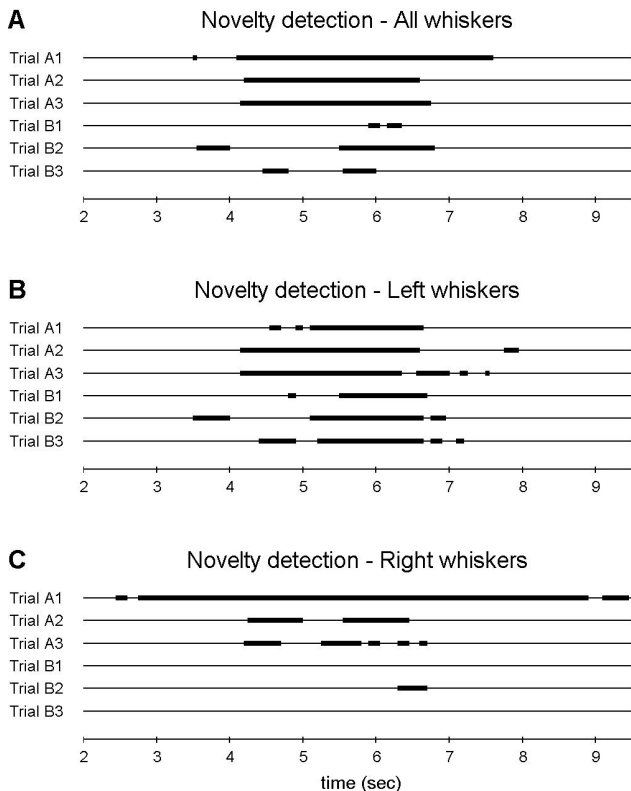 A Novelty detection - All whiskers
Trial A1
Trial A2
Trial A3
Trial B1
Trial B2
Trial B3
2 3 4 5 6 7 8 9
B Novelty detection - Left whiskers
Trial A1
Trial A2
Trial A3
Trial B1
Trial B2
Trial B3
2 3 4 5 6 7 8 9
C Novelty detection - Right whiskers
Trial A1
Trial A2
Trial A3
Trial B1
Trial B2
Trial B3
2 3 4 5 6 7 8 9
time (sec)